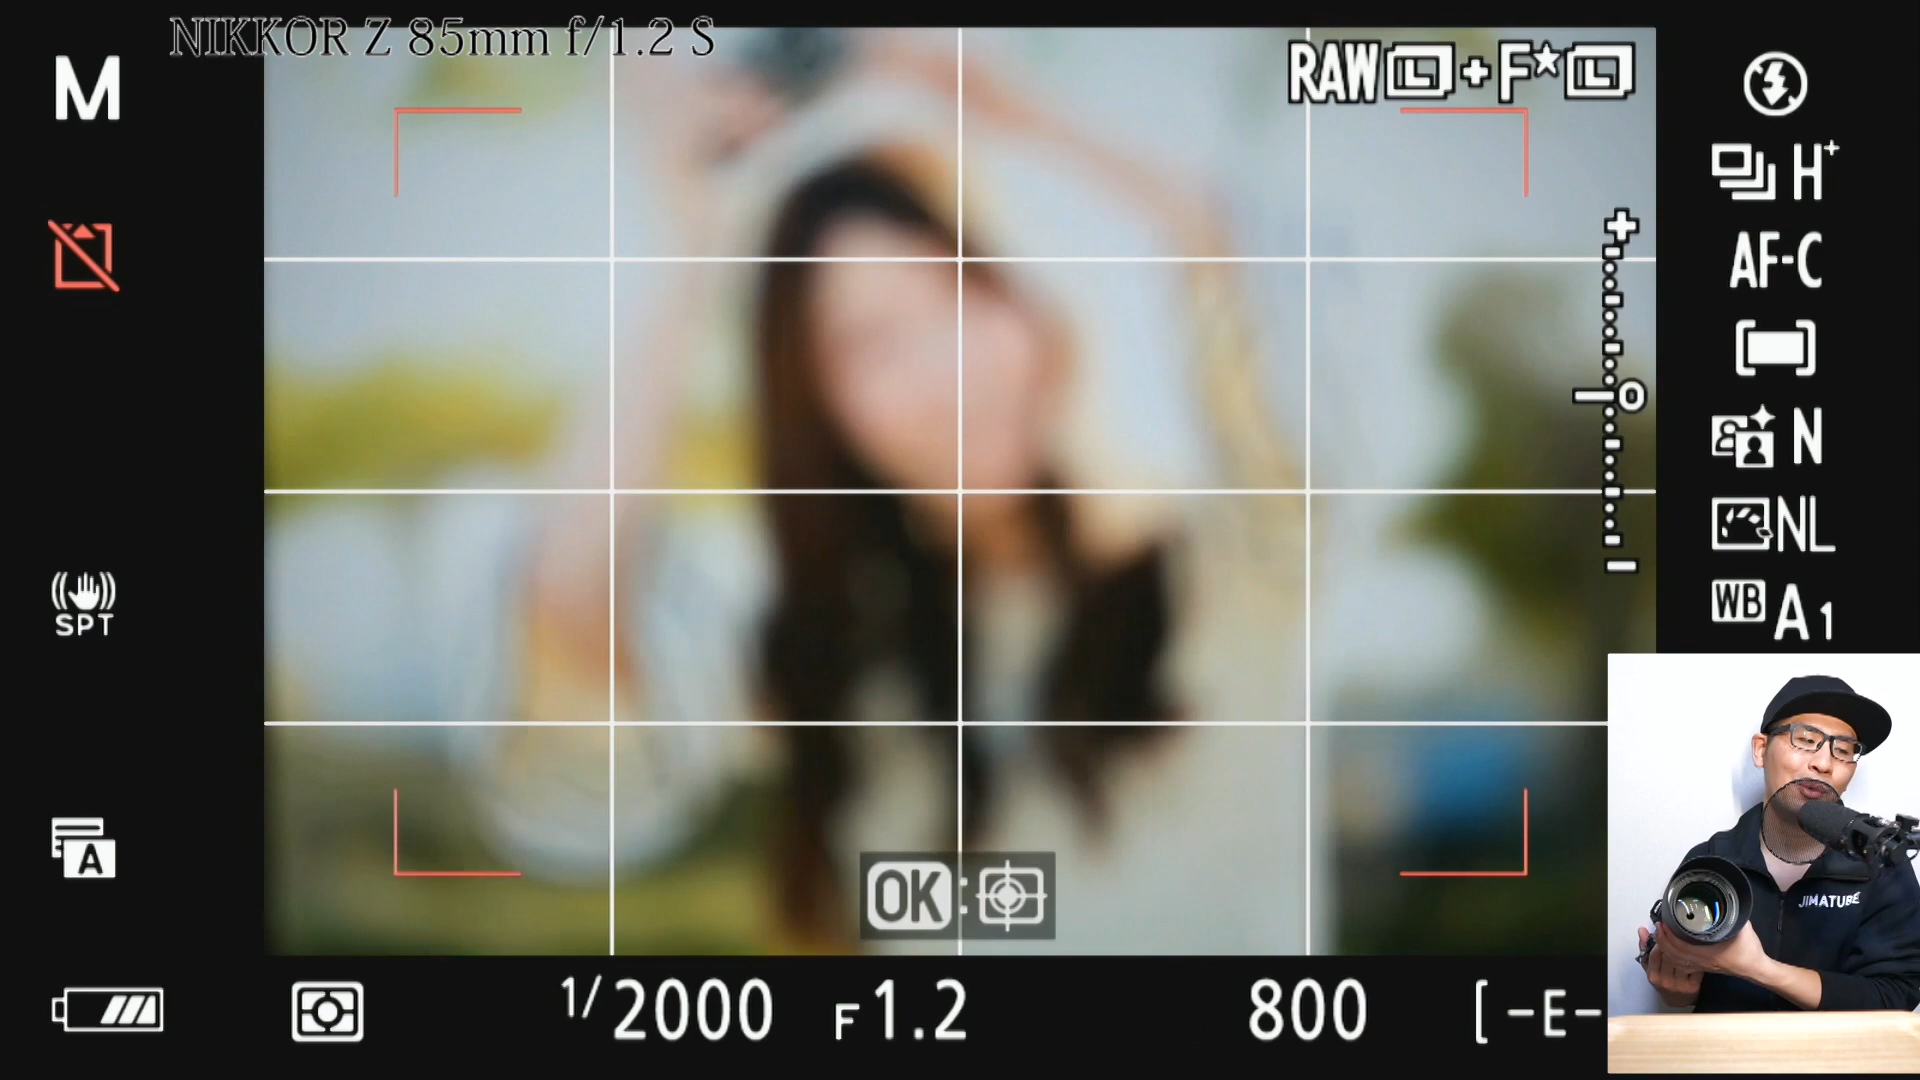 NIKKOR Z 85mm f/1.2 S
M
RAW L + F★ L
H+
AF-C
N
NL
WB A1
SPT
A
OK :
JIMATUBE
1/2000 F1.2 800 [-E-